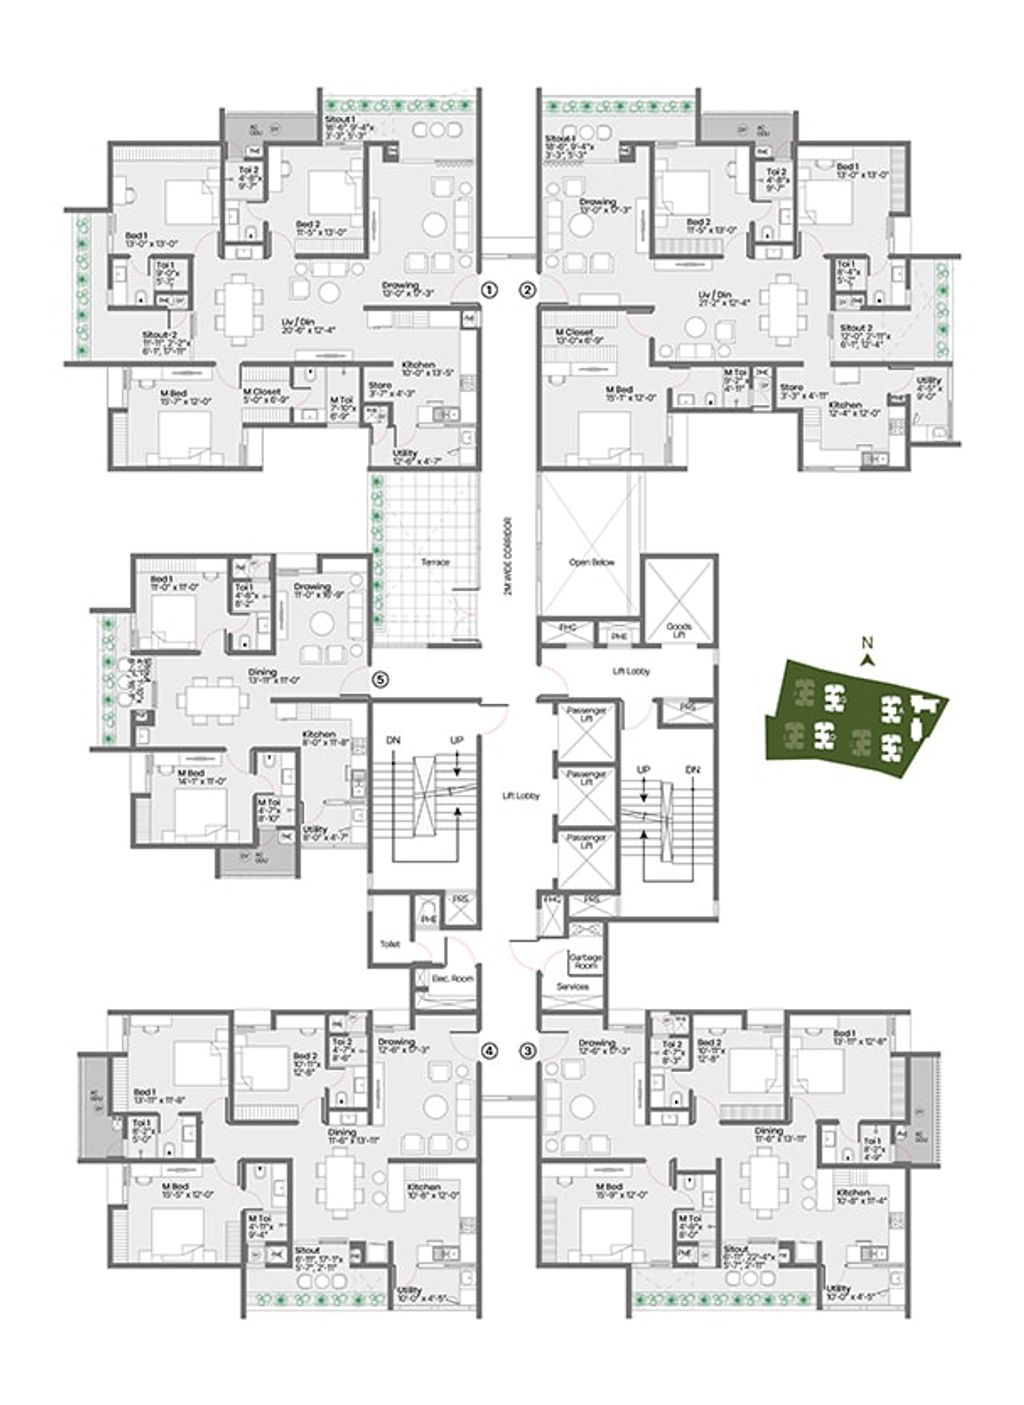 Sitout 1
18'-6", 9'-4"x
3'-3", 5'-3"
AC
ODU
Toi 2
4'-8"x
9'-7"
Bed 1
13'-0" x 13'-0"
Bed 2
11'-5" x 13'-0"
Toi 1
9'-0"x
5'-7"
Drawing
13'-0" x 17'-3"
1
Liv / Din
20'-6" x 12'-4"
Sitout-2
11'-11", 2'-2"x
6'-1", 17'-11"
Kitchen
10'-0" x 13'-5"
Store
3'-7" x 4'-3"
M Bed
15'-7" x 12'-0"
M Closet
5'-0" x 6'-9"
M Toi
7'-10"x
6'-9"
Utility
12'-6" x 4'-7"
Sitout 1
18'-6", 9'-4"x
3'-3", 5'-3"
AC
ODU
Toi 2
4'-8"x
9'-7"
Bed 1
13'-0" x 13'-0"
Drawing
13'-0" x 17'-3"
Bed 2
11'-5" x 13'-0"
Toi 1
8'-4"x
5'-7"
2
Liv / Din
21'-2" x 12'-4"
Sitout 2
12'-0", 2'-11"x
6'-1", 12'-4"
M Closet
13'-0"x 6'-9"
M Bed
15'-1" x 12'-0"
M Toi
9'-2"x
4'-11"
Store
3'-3" x 4'-11"
Kitchen
12'-4" x 12'-0"
Utility
4'-5"x
9'-0"
2M WIDE CORRIDOR
Terrace
Open Below
FHC
PHE
Goods
Lift
Lift Lobby
PRS
Bed 1
11'-0" x 11'-0"
Toi 1
4'-8"x
8'-2"
Drawing
11'-0" x 16'-9"
Dining
13'-11" x 11'-0"
5
Kitchen
8'-0" x 11'-8"
M Bed
14'-1" x 11'-0"
M Toi
4'-7"x
8'-10"
Utility
8'-0" x 4'-7"
PHE
AC
ODU
DN
UP
Lift Lobby
Passenger
Lift
Passenger
Lift
Passenger
Lift
UP
DN
N
PRS
PHE
Toilet
Elec. Room
FHC
PRS
Garbage
Room
Services
Drawing
12'-6" x 17'-3"
4
Toi 2
4'-7"x
8'-6"
Bed 2
10'-11"x
12'-8"
Bed 1
13'-11" x 11'-8"
AC
ODU
Toi 1
8'-2"x
5'-0"
Dining
11'-6" x 13'-11"
M Bed
15'-5" x 12'-0"
M Toi
4'-11"x
9'-4"
Kitchen
10'-8" x 12'-0"
Sitout
6'-11", 17'-1"x
5'-7", 2'-11"
Utility
10'-0" x 4'-5"
3
Drawing
12'-6" x 17'-3"
Toi 2
4'-7"x
8'-3"
Bed 2
10'-11"x
12'-8"
Bed 1
13'-11" x 12'-8"
AC
ODU
Dining
11'-6" x 13'-11"
Toi 1
8'-2"x
4'-9"
M Bed
15'-9" x 12'-0"
M Toi
4'-8"x
8'-0"
Kitchen
10'-8" x 11'-4"
Sitout
6'-11", 22'-4"x
5'-7", 2'-11"
Utility
10'-0" x 4'-5"